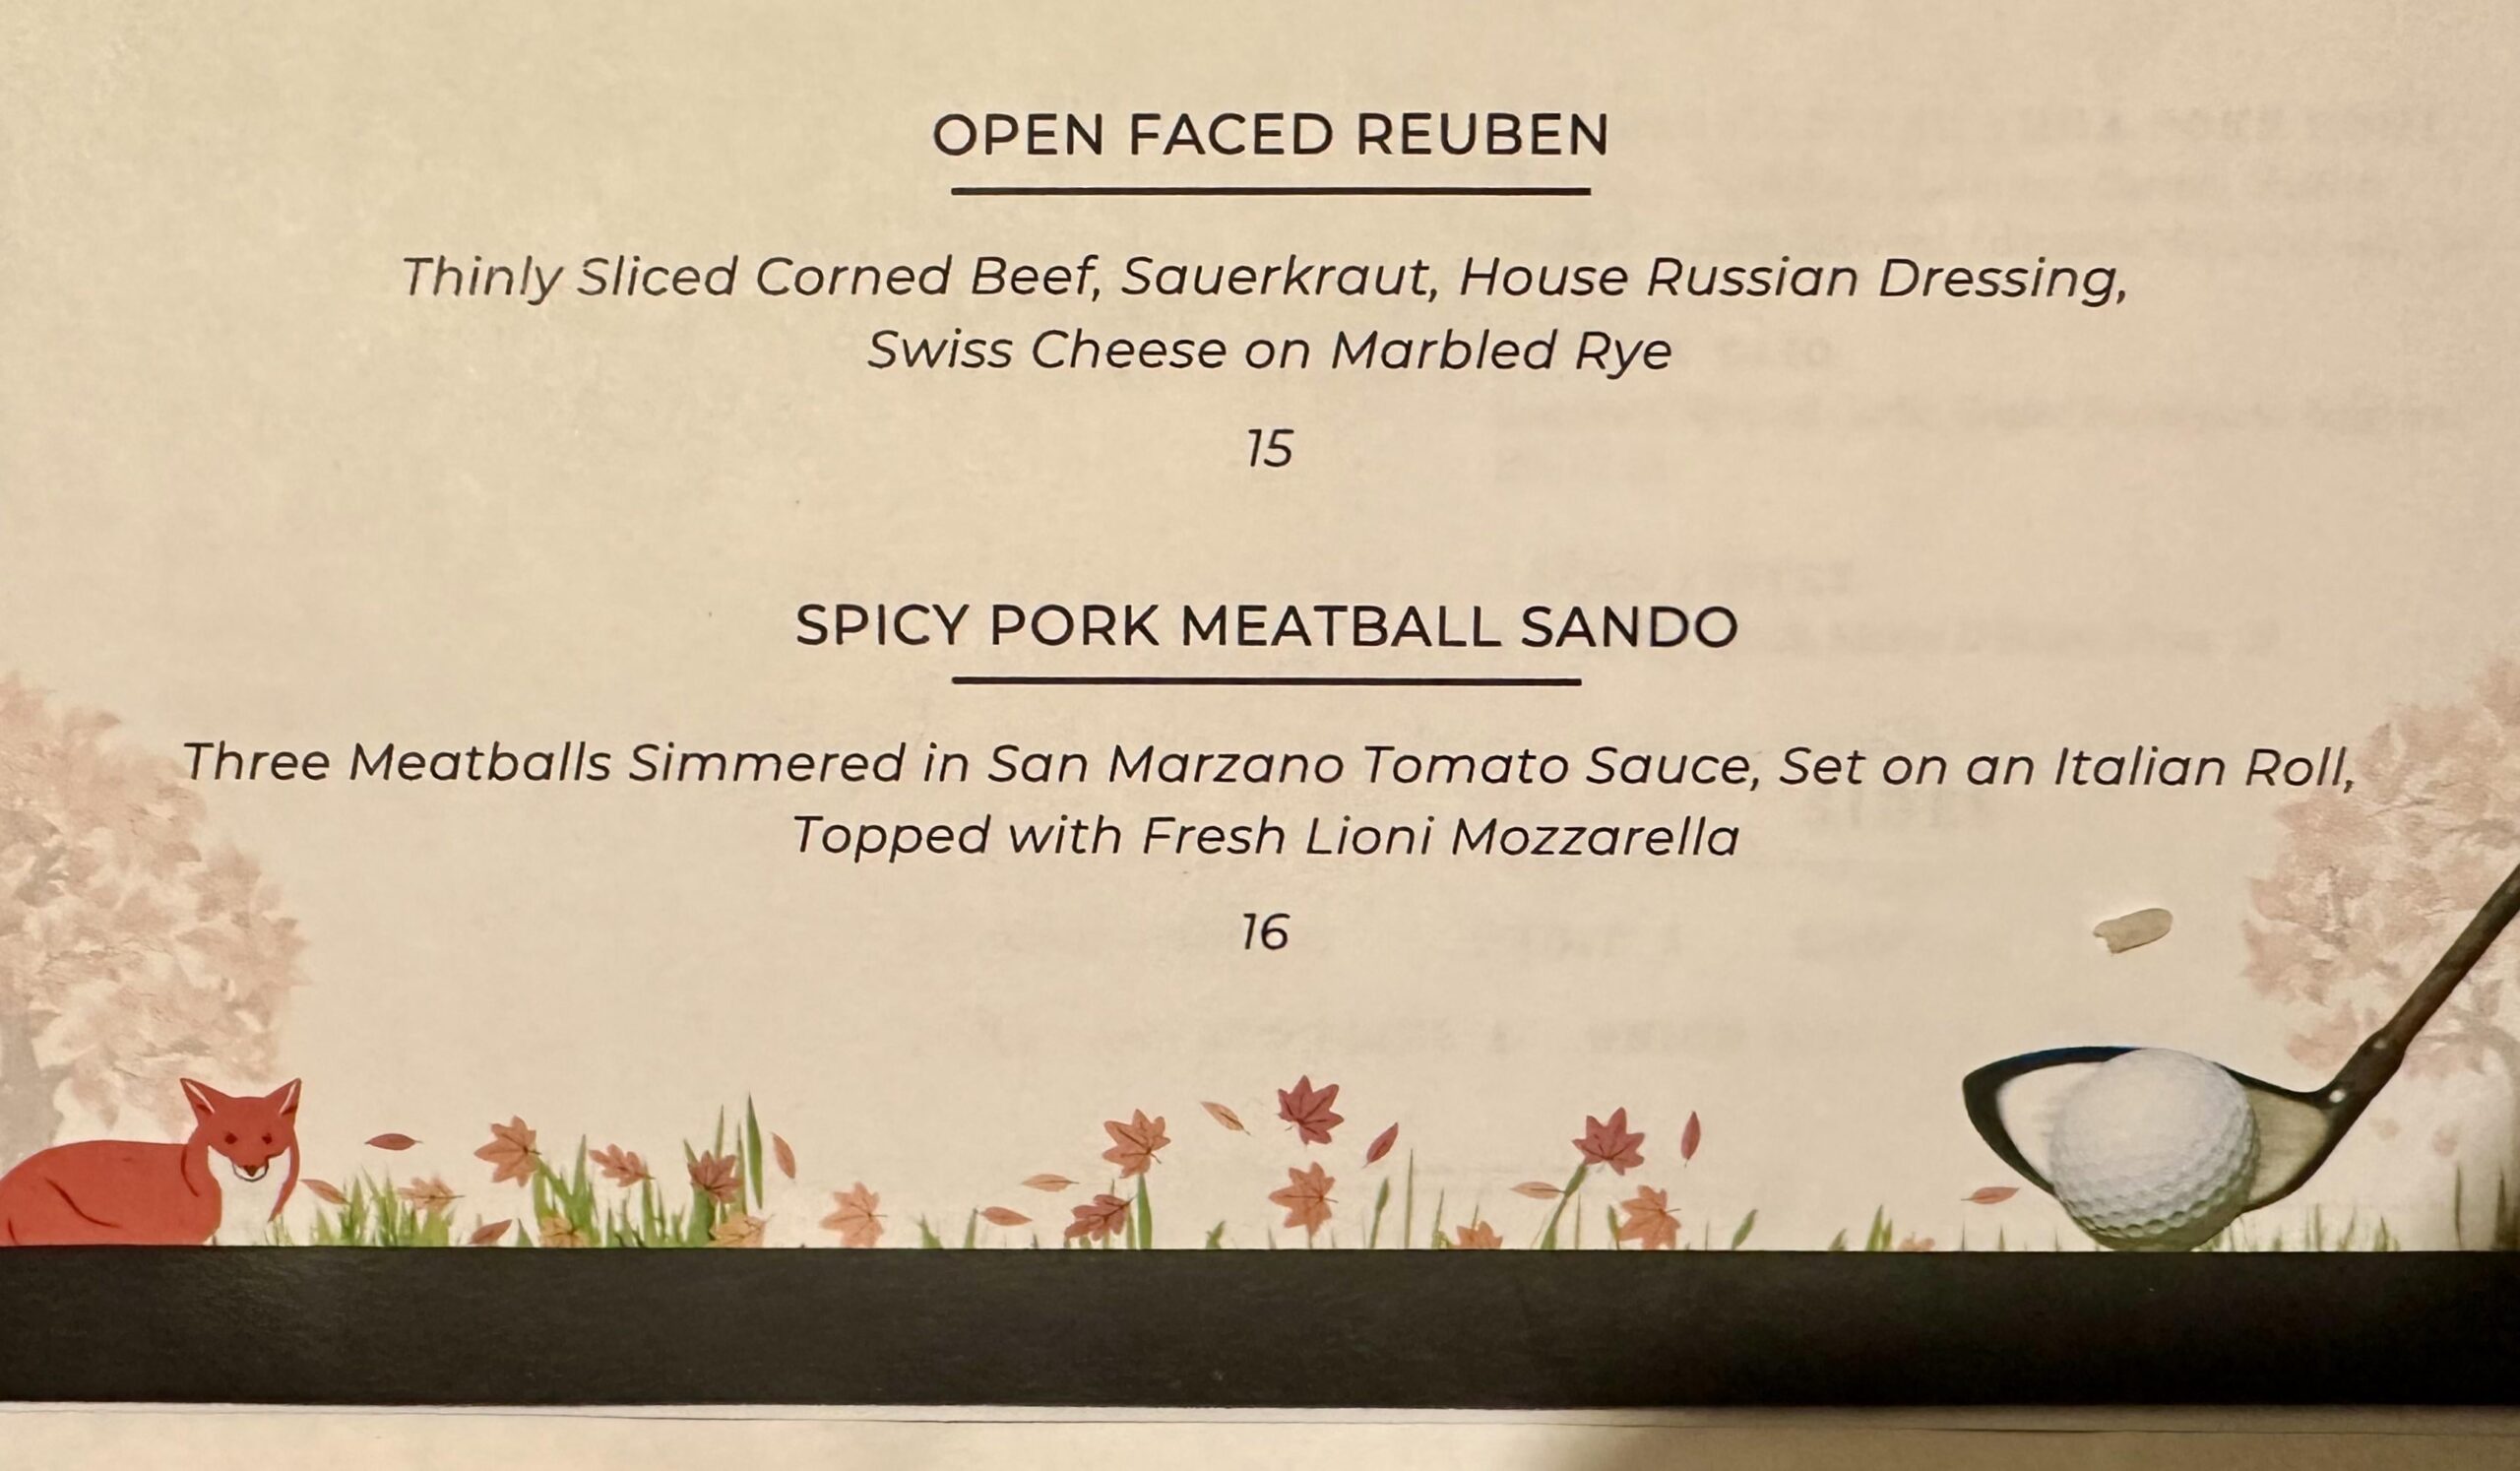 OPEN FACED REUBEN
Thinly Sliced Corned Beef, Sauerkraut, House Russian Dressing,
Swiss Cheese on Marbled Rye
15
SPICY PORK MEATBALL SANDO
Three Meatballs Simmered in San Marzano Tomato Sauce, Set on an Italian Roll,
Topped with Fresh Lioni Mozzarella
16